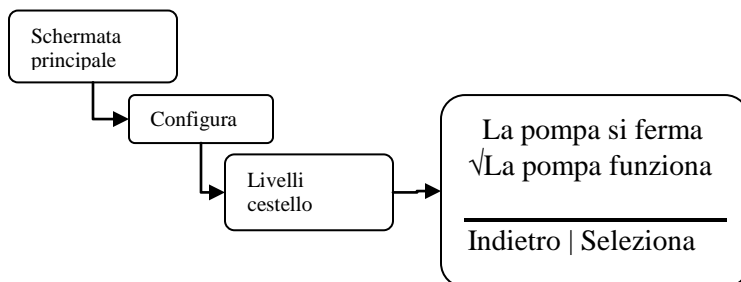 Schermata
principale
Configura
Livelli
cestello
La pompa si ferma
√La pompa funziona
Indietro | Seleziona